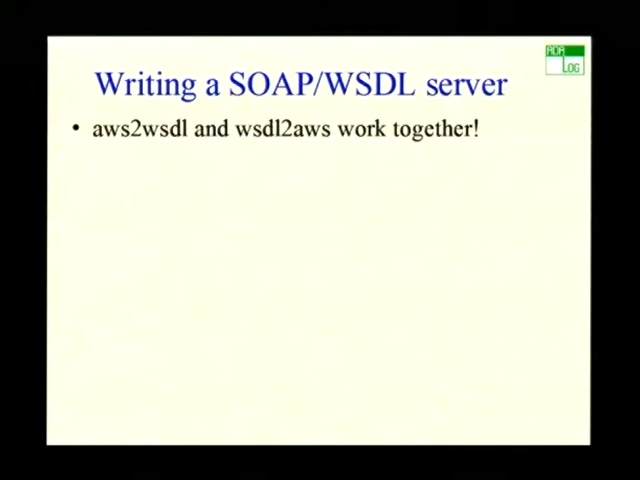 ADA
LOG
Writing a SOAP/WSDL server
• aws2wsdl and wsdl2aws work together!